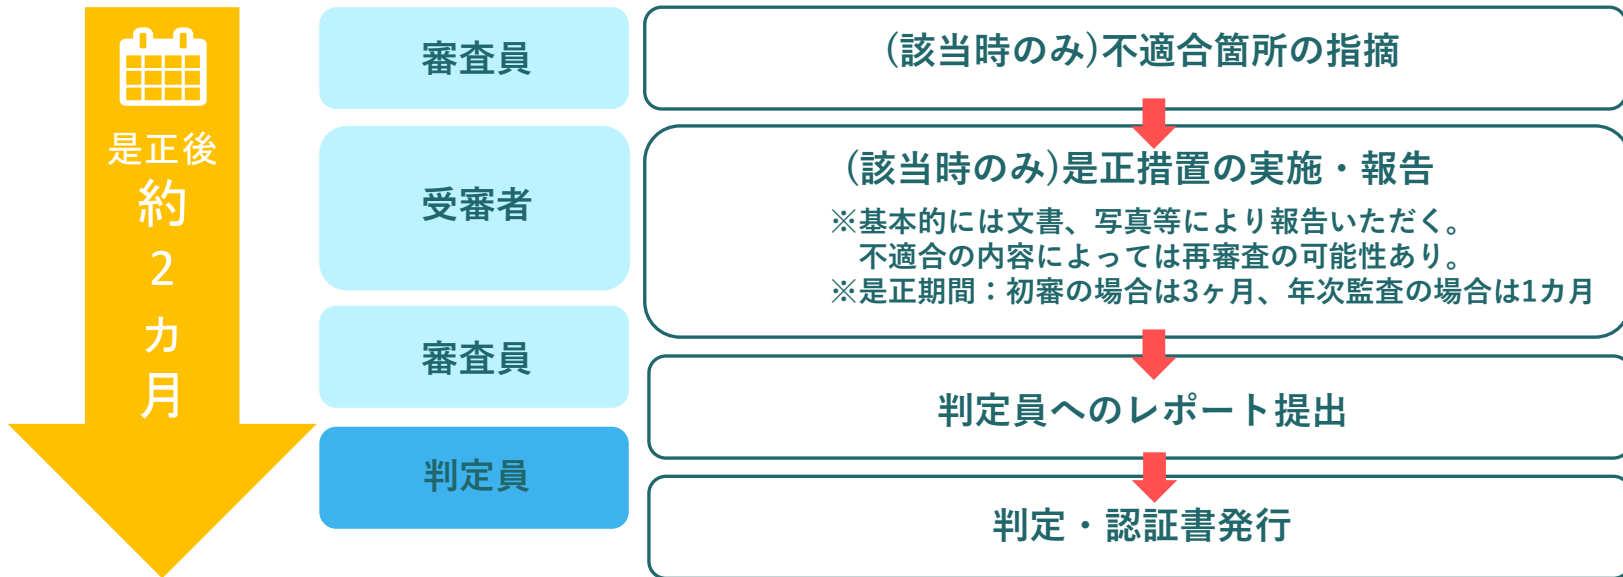 是正後
約
2
カ
月
審査員
(該当時のみ)不適合箇所の指摘
受審者
(該当時のみ)是正措置の実施・報告
※基本的には文書、写真等により報告いただく。
不適合の内容によっては再審査の可能性あり。
※是正期間：初審の場合は3ヶ月、年次監査の場合は1カ月
審査員
判定員へのレポート提出
判定員
判定・認証書発行